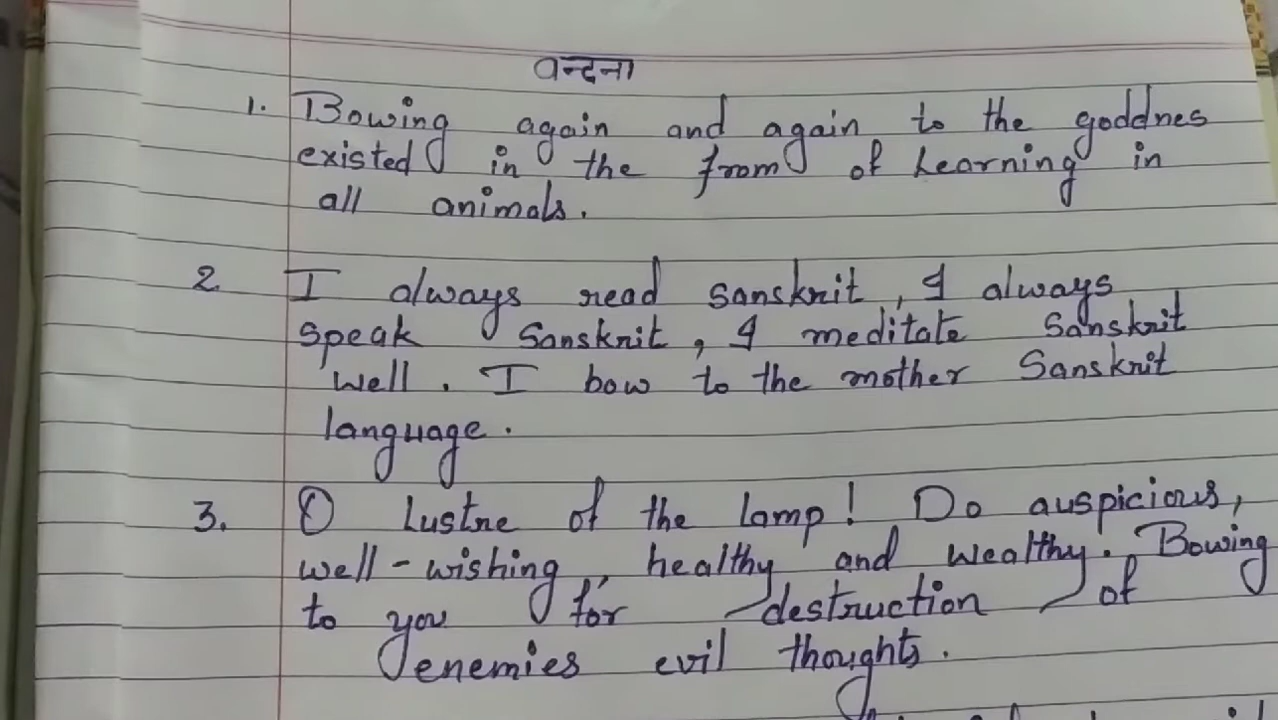 वन्दना
1. Bowing again and again to the goddnes
existed in the from of Learning in
all animals.
2 I always read sanskrit, I always
speak Sanskrit, I meditate Sanskrit
well. I bow to the mother Sanskrit
language.
3. O Lustre of the lamp! Do auspicious,
well-wishing, healthy and wealthy. Bowing
to you for destruction of
enemies evil thoughts.